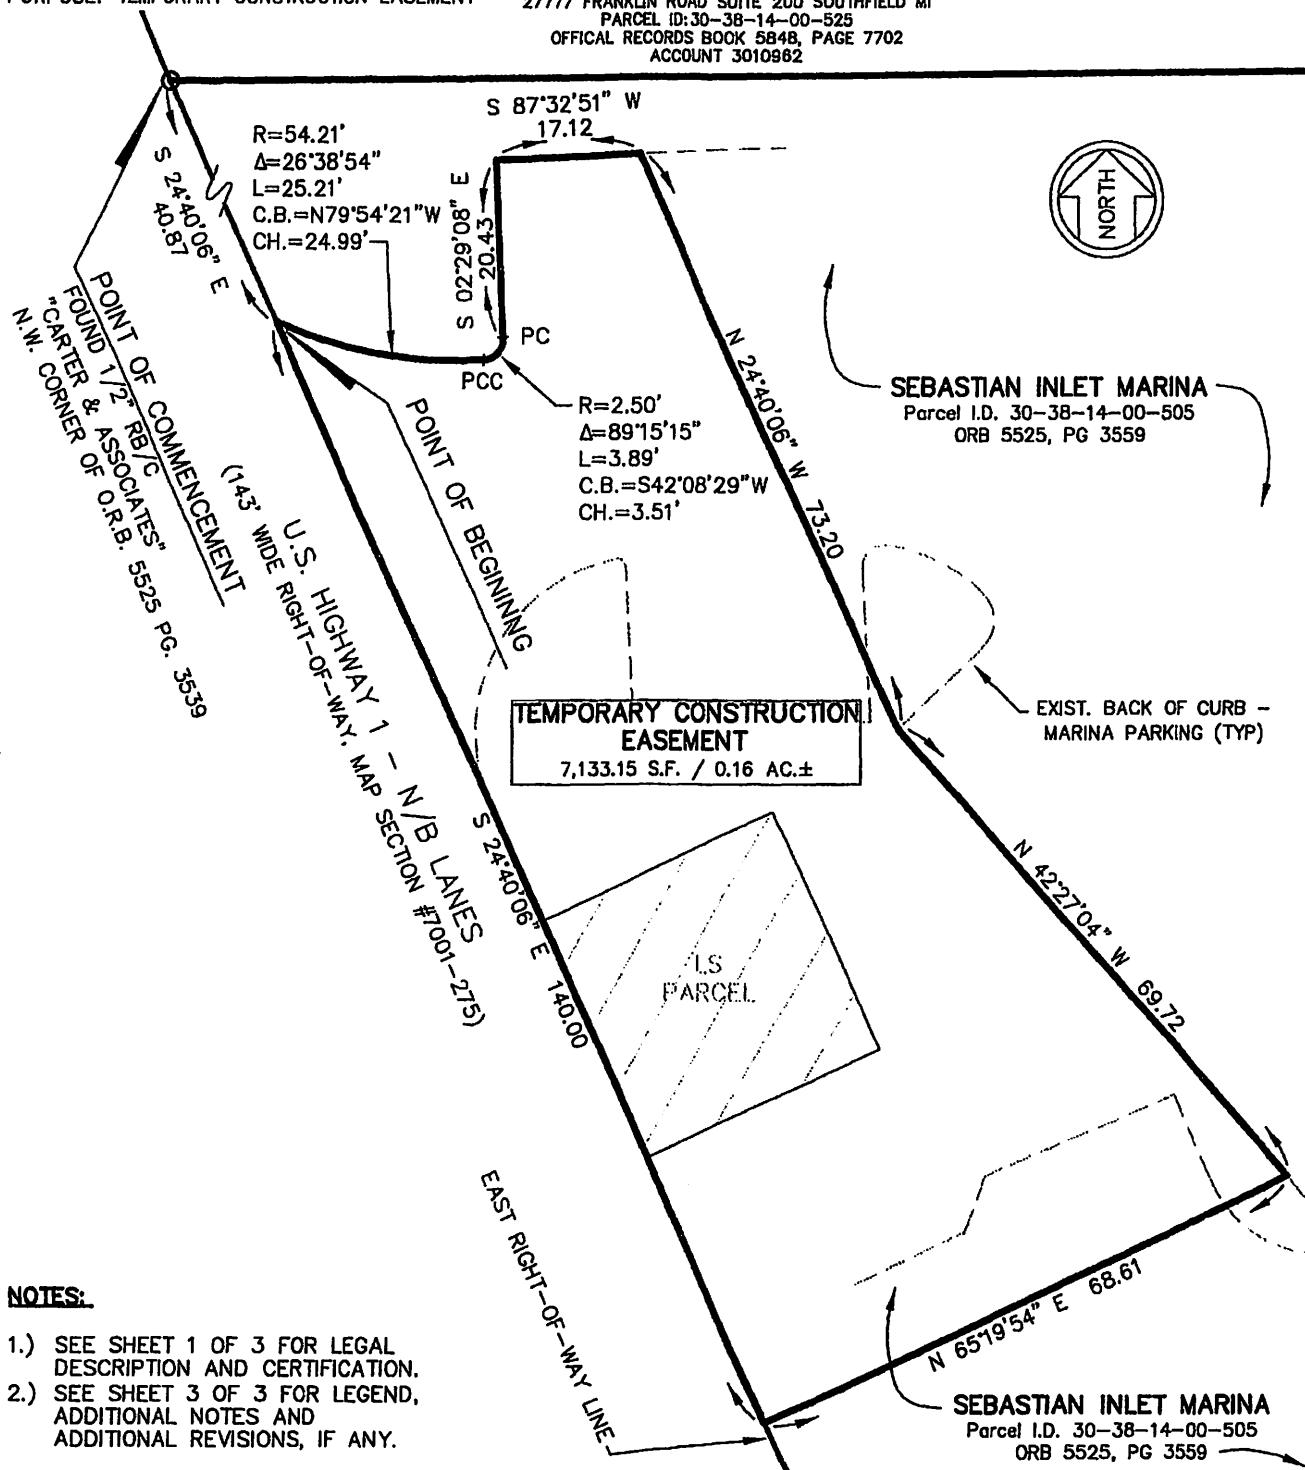 PURPOSE: TEMPORARY CONSTRUCTION EASEMENT
27777 FRANKLIN ROAD SUITE 200 SOUTHFIELD MI
PARCEL ID:30-38-14-00-525
OFFICAL RECORDS BOOK 5848, PAGE 7702
ACCOUNT 3010962
S 87°32'51" W
17.12
R=54.21'
Δ=26°38'54"
L=25.21'
C.B.=N79°54'21"W
CH.=24.99'
S 24°40'06" E
40.87
S 02°29'08" E
20.43
NORTH
PC
PCC
POINT OF COMMENCEMENT
FOUND 1/2" RB/C
"CARTER & ASSOCIATES"
N.W. CORNER OF O.R.B. 5525 PG. 3539
R=2.50'
Δ=89°15'15"
L=3.89'
C.B.=S42°08'29"W
CH.=3.51'
POINT OF BEGINING
N 24°40'06" W 73.20
SEBASTIAN INLET MARINA
Parcel I.D. 30-38-14-00-505
ORB 5525, PG 3559
U.S. HIGHWAY 1 - N/B LANES
(143' WIDE RIGHT-OF-WAY, MAP SECTION #7001-275)
TEMPORARY CONSTRUCTION
EASEMENT
7,133.15 S.F. / 0.16 AC.±
EXIST. BACK OF CURB -
MARINA PARKING (TYP)
S 24°40'06" E 140.00
N 42°27'04" W 69.72
LS
PARCEL
EAST RIGHT-OF-WAY LINE
N 65°19'54" E 68.61
NOTES:
1.) SEE SHEET 1 OF 3 FOR LEGAL
DESCRIPTION AND CERTIFICATION.
2.) SEE SHEET 3 OF 3 FOR LEGEND,
ADDITIONAL NOTES AND
ADDITIONAL REVISIONS, IF ANY.
SEBASTIAN INLET MARINA
Parcel I.D. 30-38-14-00-505
ORB 5525, PG 3559